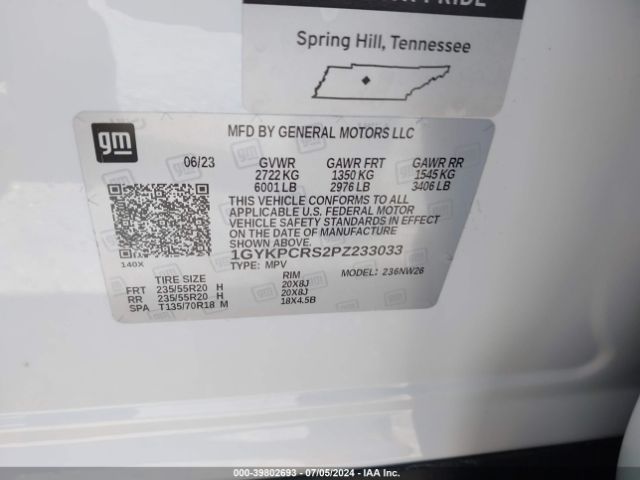 Spring Hill, Tennessee
gm
MFD BY GENERAL MOTORS LLC
06/23 GVWR GAWR FRT GAWR RR
2722 KG 1350 KG 1545 KG
6001 LB 2976 LB 3406 LB
THIS VEHICLE CONFORMS TO ALL
APPLICABLE U.S. FEDERAL MOTOR
VEHICLE SAFETY STANDARDS IN EFFECT
ON THE DATE OF MANUFACTURE
SHOWN ABOVE.
1GYKPCRS2PZ233033
140X TYPE: MPV MODEL: 236NW26
TIRE SIZE RIM
FRT 235/55R20 H 20X8J
RR 235/55R20 H 20X8J
SPA T135/70R18 M 18X4.5B
000-39802693 - 07/05/2024 - IAA Inc.